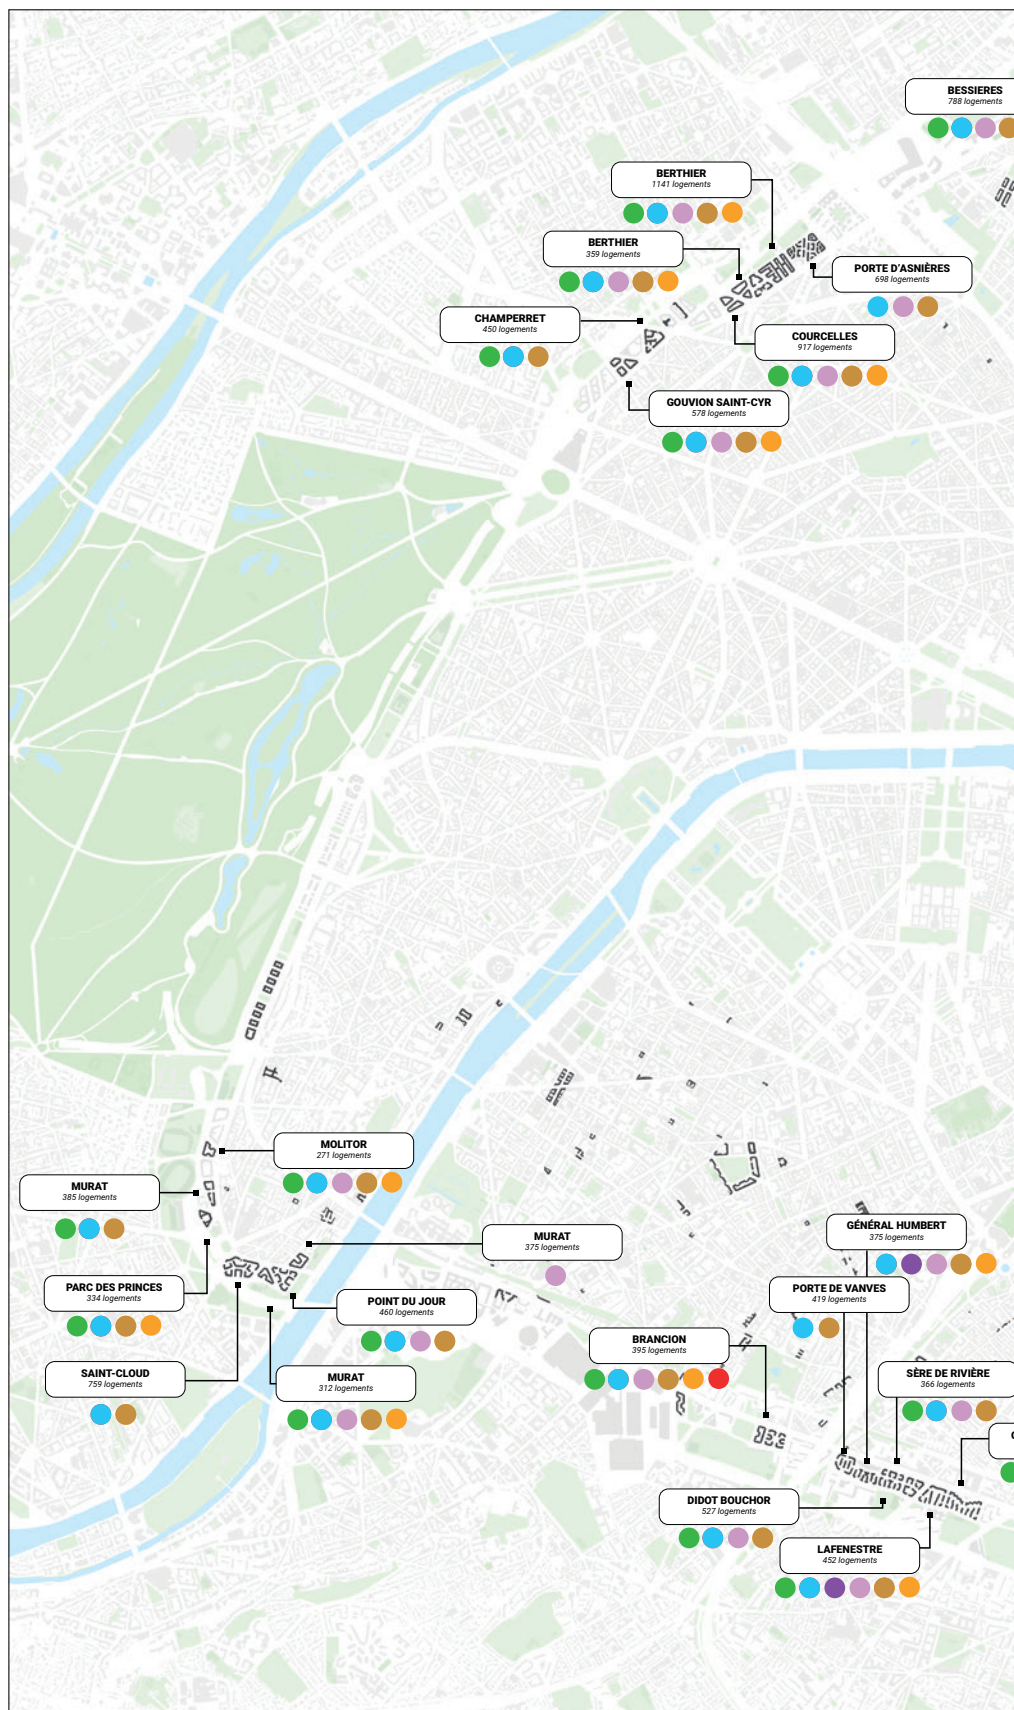 BESSIERES
788 logements
BERTHIER
1141 logements
BERTHIER
359 logements
PORTE D'ASNIÈRES
698 logements
CHAMPERRET
450 logements
COURCELLES
917 logements
GOUVION SAINT-CYR
578 logements
MOLITOR
271 logements
MURAT
385 logements
MURAT
375 logements
GÉNÉRAL HUMBERT
375 logements
PARC DES PRINCES
334 logements
POINT DU JOUR
460 logements
PORTE DE VANVES
419 logements
BRANCION
395 logements
SAINT-CLOUD
759 logements
MURAT
312 logements
SÈRE DE RIVIÈRE
366 logements
DIDOT BOUCHOR
527 logements
LAFENESTRE
452 logements